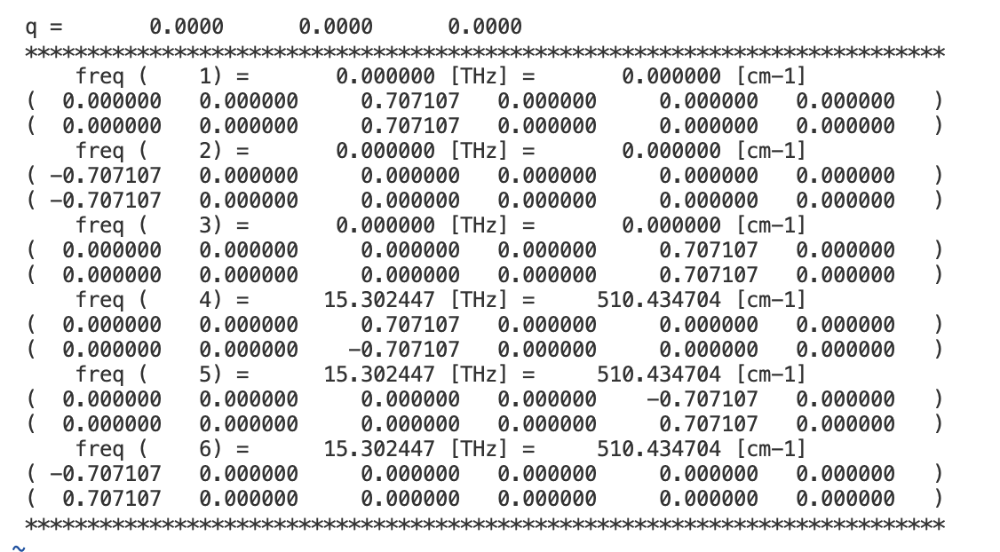 q =       0.0000      0.0000      0.0000
**************************************************************************
    freq (    1) =       0.000000 [THz] =       0.000000 [cm-1]
(  0.000000   0.000000     0.707107   0.000000     0.000000   0.000000   )
(  0.000000   0.000000     0.707107   0.000000     0.000000   0.000000   )
    freq (    2) =       0.000000 [THz] =       0.000000 [cm-1]
( -0.707107   0.000000     0.000000   0.000000     0.000000   0.000000   )
( -0.707107   0.000000     0.000000   0.000000     0.000000   0.000000   )
    freq (    3) =       0.000000 [THz] =       0.000000 [cm-1]
(  0.000000   0.000000     0.000000   0.000000     0.707107   0.000000   )
(  0.000000   0.000000     0.000000   0.000000     0.707107   0.000000   )
    freq (    4) =      15.302447 [THz] =     510.434704 [cm-1]
(  0.000000   0.000000     0.707107   0.000000     0.000000   0.000000   )
(  0.000000   0.000000    -0.707107   0.000000     0.000000   0.000000   )
    freq (    5) =      15.302447 [THz] =     510.434704 [cm-1]
(  0.000000   0.000000     0.000000   0.000000    -0.707107   0.000000   )
(  0.000000   0.000000     0.000000   0.000000     0.707107   0.000000   )
    freq (    6) =      15.302447 [THz] =     510.434704 [cm-1]
( -0.707107   0.000000     0.000000   0.000000     0.000000   0.000000   )
(  0.707107   0.000000     0.000000   0.000000     0.000000   0.000000   )
**************************************************************************
~